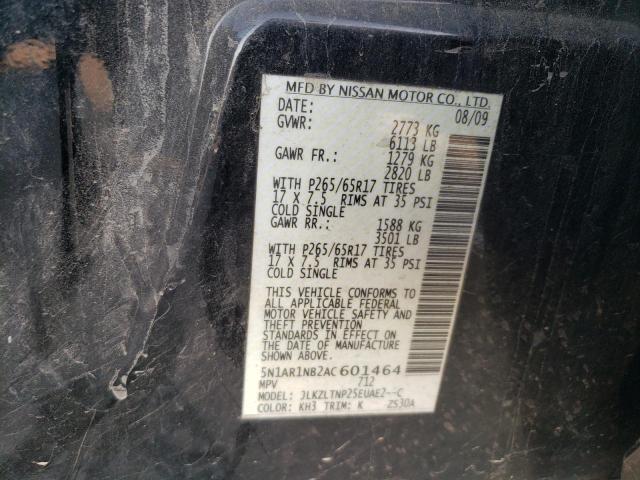 MFD BY NISSAN MOTOR CO., LTD.
DATE: 08/09
GVWR: 2773 KG
6113 LB
GAWR FR.: 1279 KG
2820 LB
WITH P265/65R17 TIRES
17 X 7.5 RIMS AT 35 PSI
COLD SINGLE
GAWR RR.: 1588 KG
3501 LB
WITH P265/65R17 TIRES
17 X 7.5 RIMS AT 35 PSI
COLD SINGLE
THIS VEHICLE CONFORMS TO
ALL APPLICABLE FEDERAL
MOTOR VEHICLE SAFETY AND
THEFT PREVENTION
STANDARDS IN EFFECT ON
THE DATE OF MANUFACTURE
SHOWN ABOVE.
5N1AR1NB2AC601464
MPV 712
MODEL: JLKZLTNP25EUAE2--C
COLOR: KH3 TRIM: K ZS30A